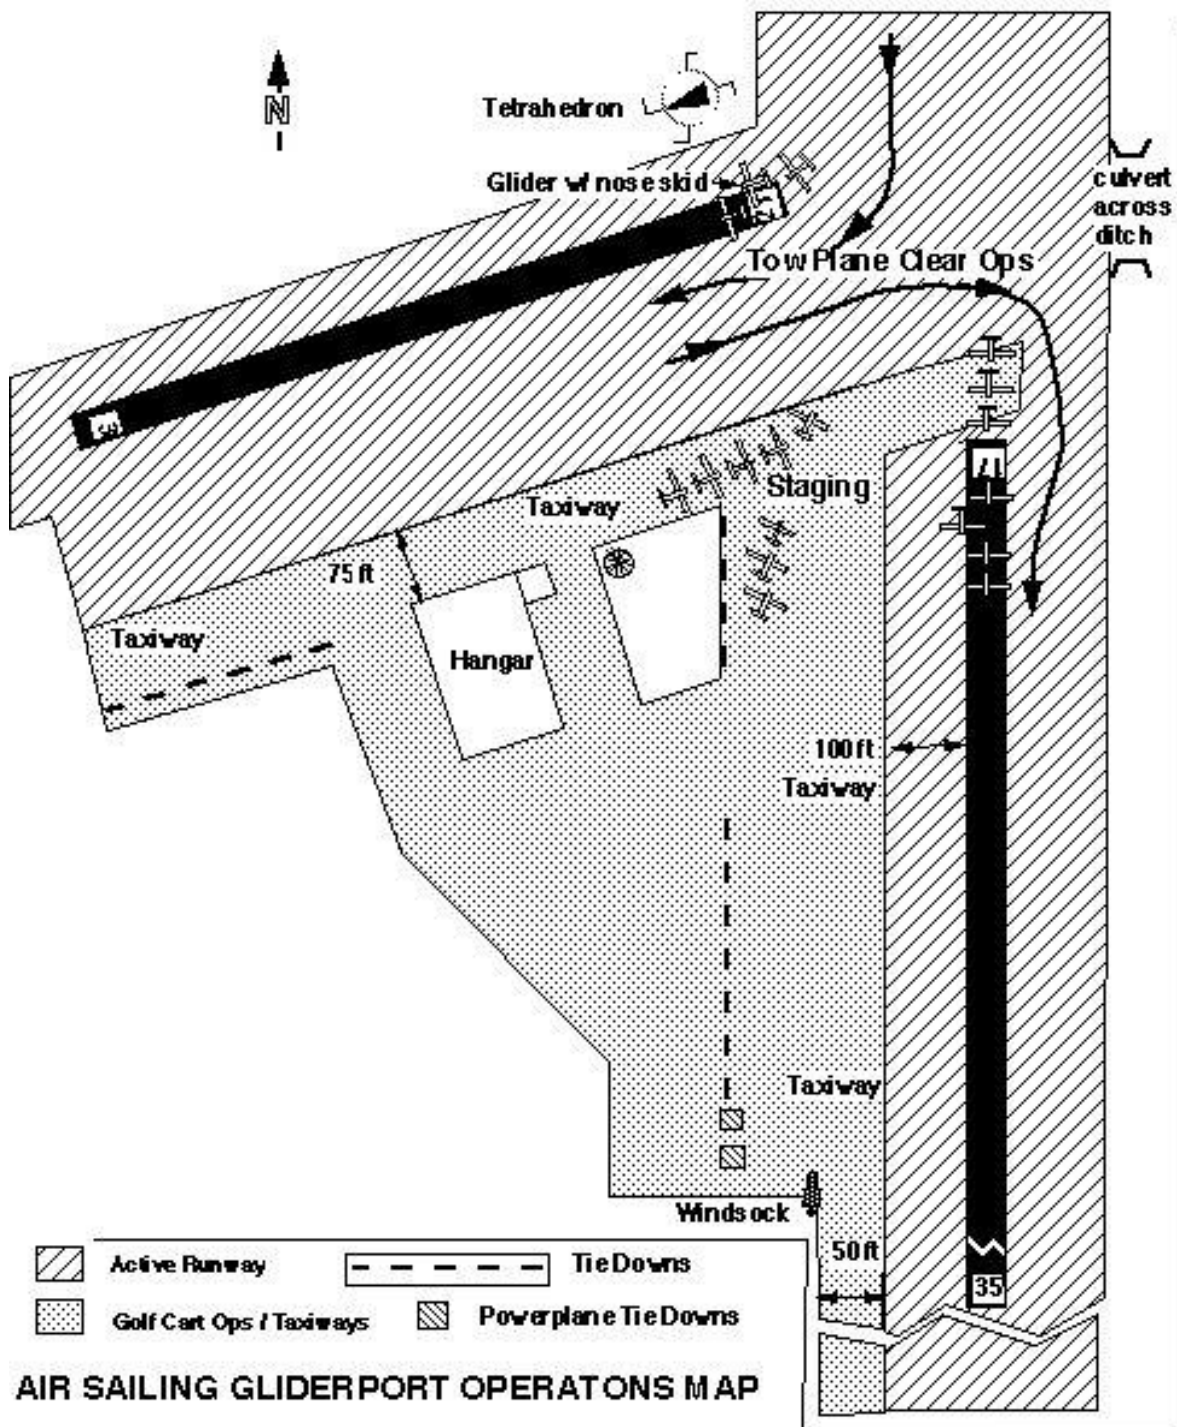 N
Tetrahedron
Glider w/ nose skid
culvert
across
ditch
Tow Plane Clear Ops
17
Staging
Taxiway
75 ft
Taxiway
Hangar
100 ft
Taxiway
Taxiway
Windsock
50 ft
35
Active Runway
Tie Downs
Golf Cart Ops / Taxiways
Powerplane Tie Downs
AIR SAILING GLIDERPORT OPERATONS MAP